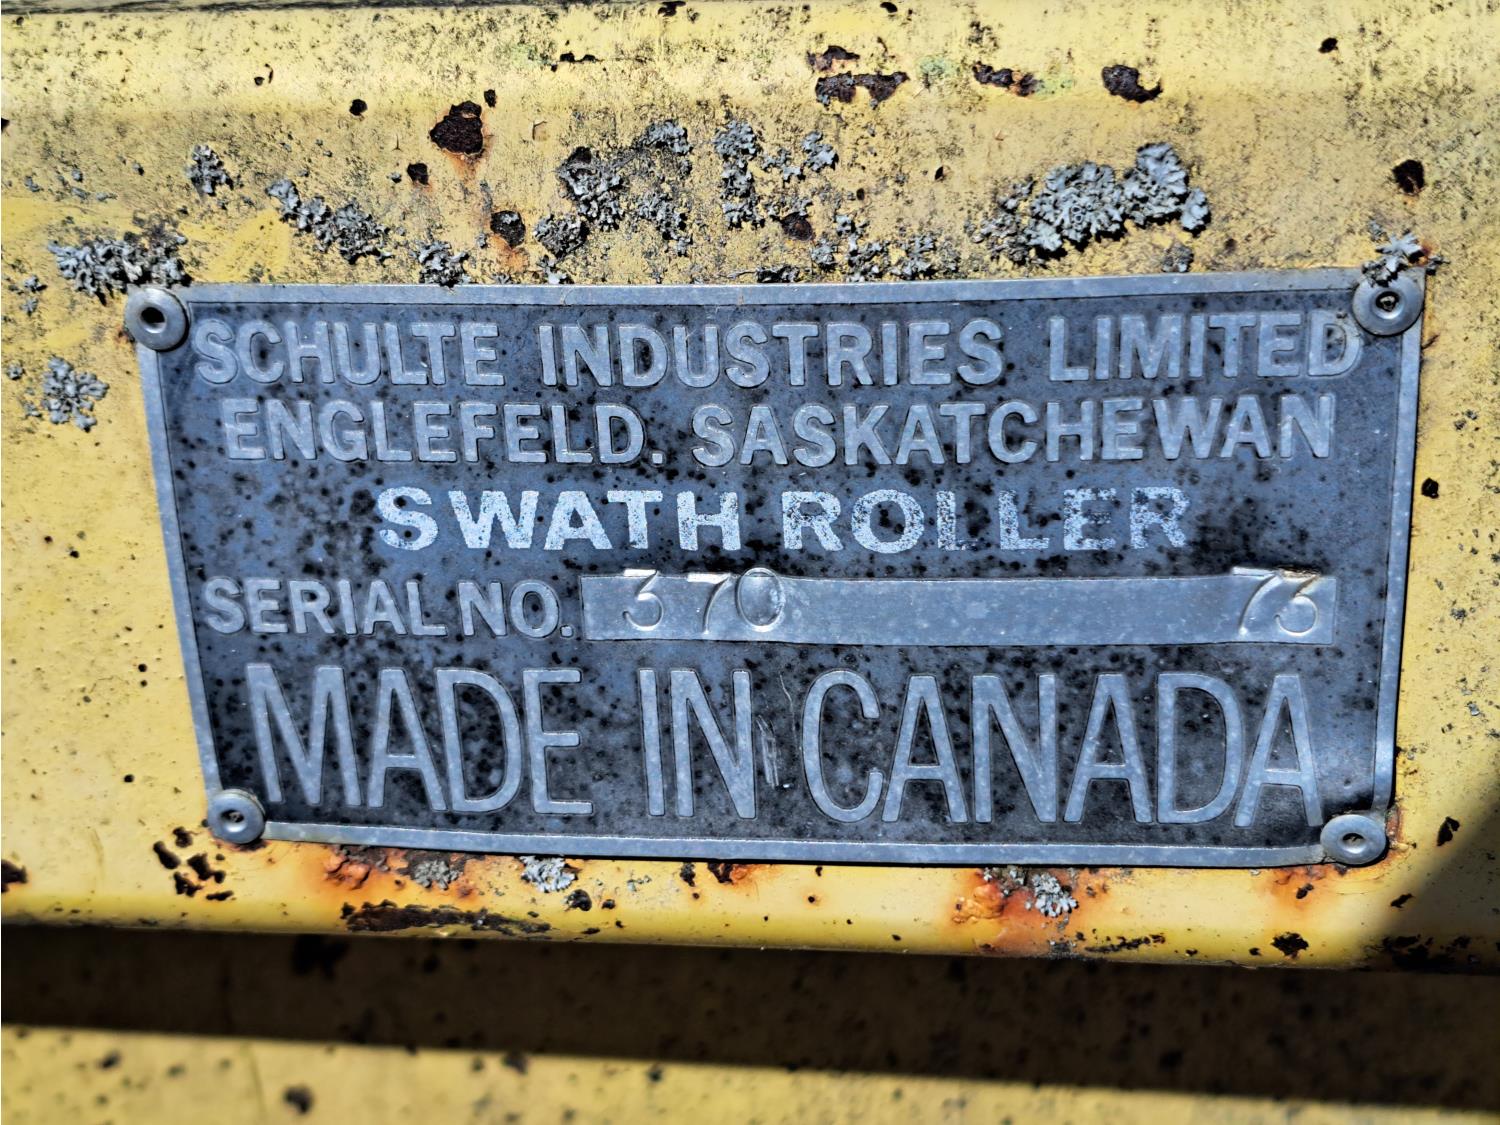 SCHULTE INDUSTRIES LIMITED
ENGLEFELD. SASKATCHEWAN
SWATH ROLLER
SERIAL NO. 370 73
MADE IN CANADA